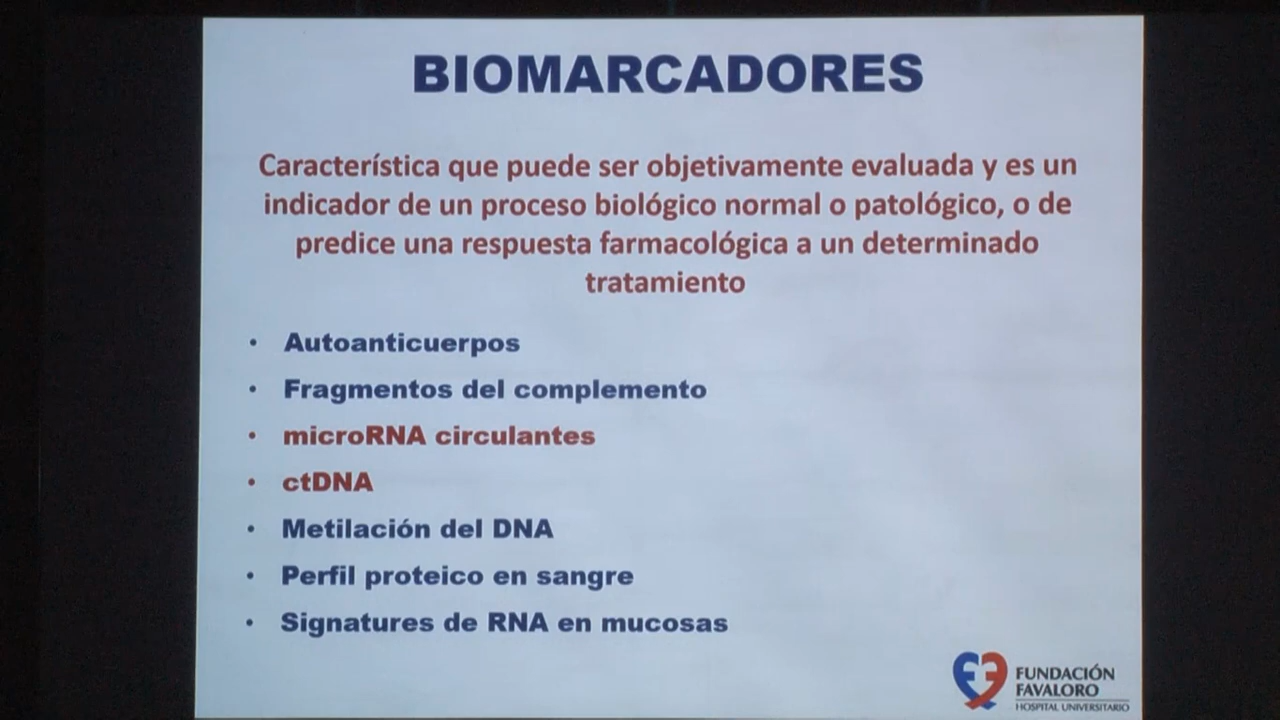 BIOMARCADORES
Característica que puede ser objetivamente evaluada y es un
indicador de un proceso biológico normal o patológico, o de
predice una respuesta farmacológica a un determinado
tratamiento
• Autoanticuerpos
• Fragmentos del complemento
• microRNA circulantes
• ctDNA
• Metilación del DNA
• Perfil proteico en sangre
• Signatures de RNA en mucosas
FUNDACIÓN
FAVALORO
HOSPITAL UNIVERSITARIO